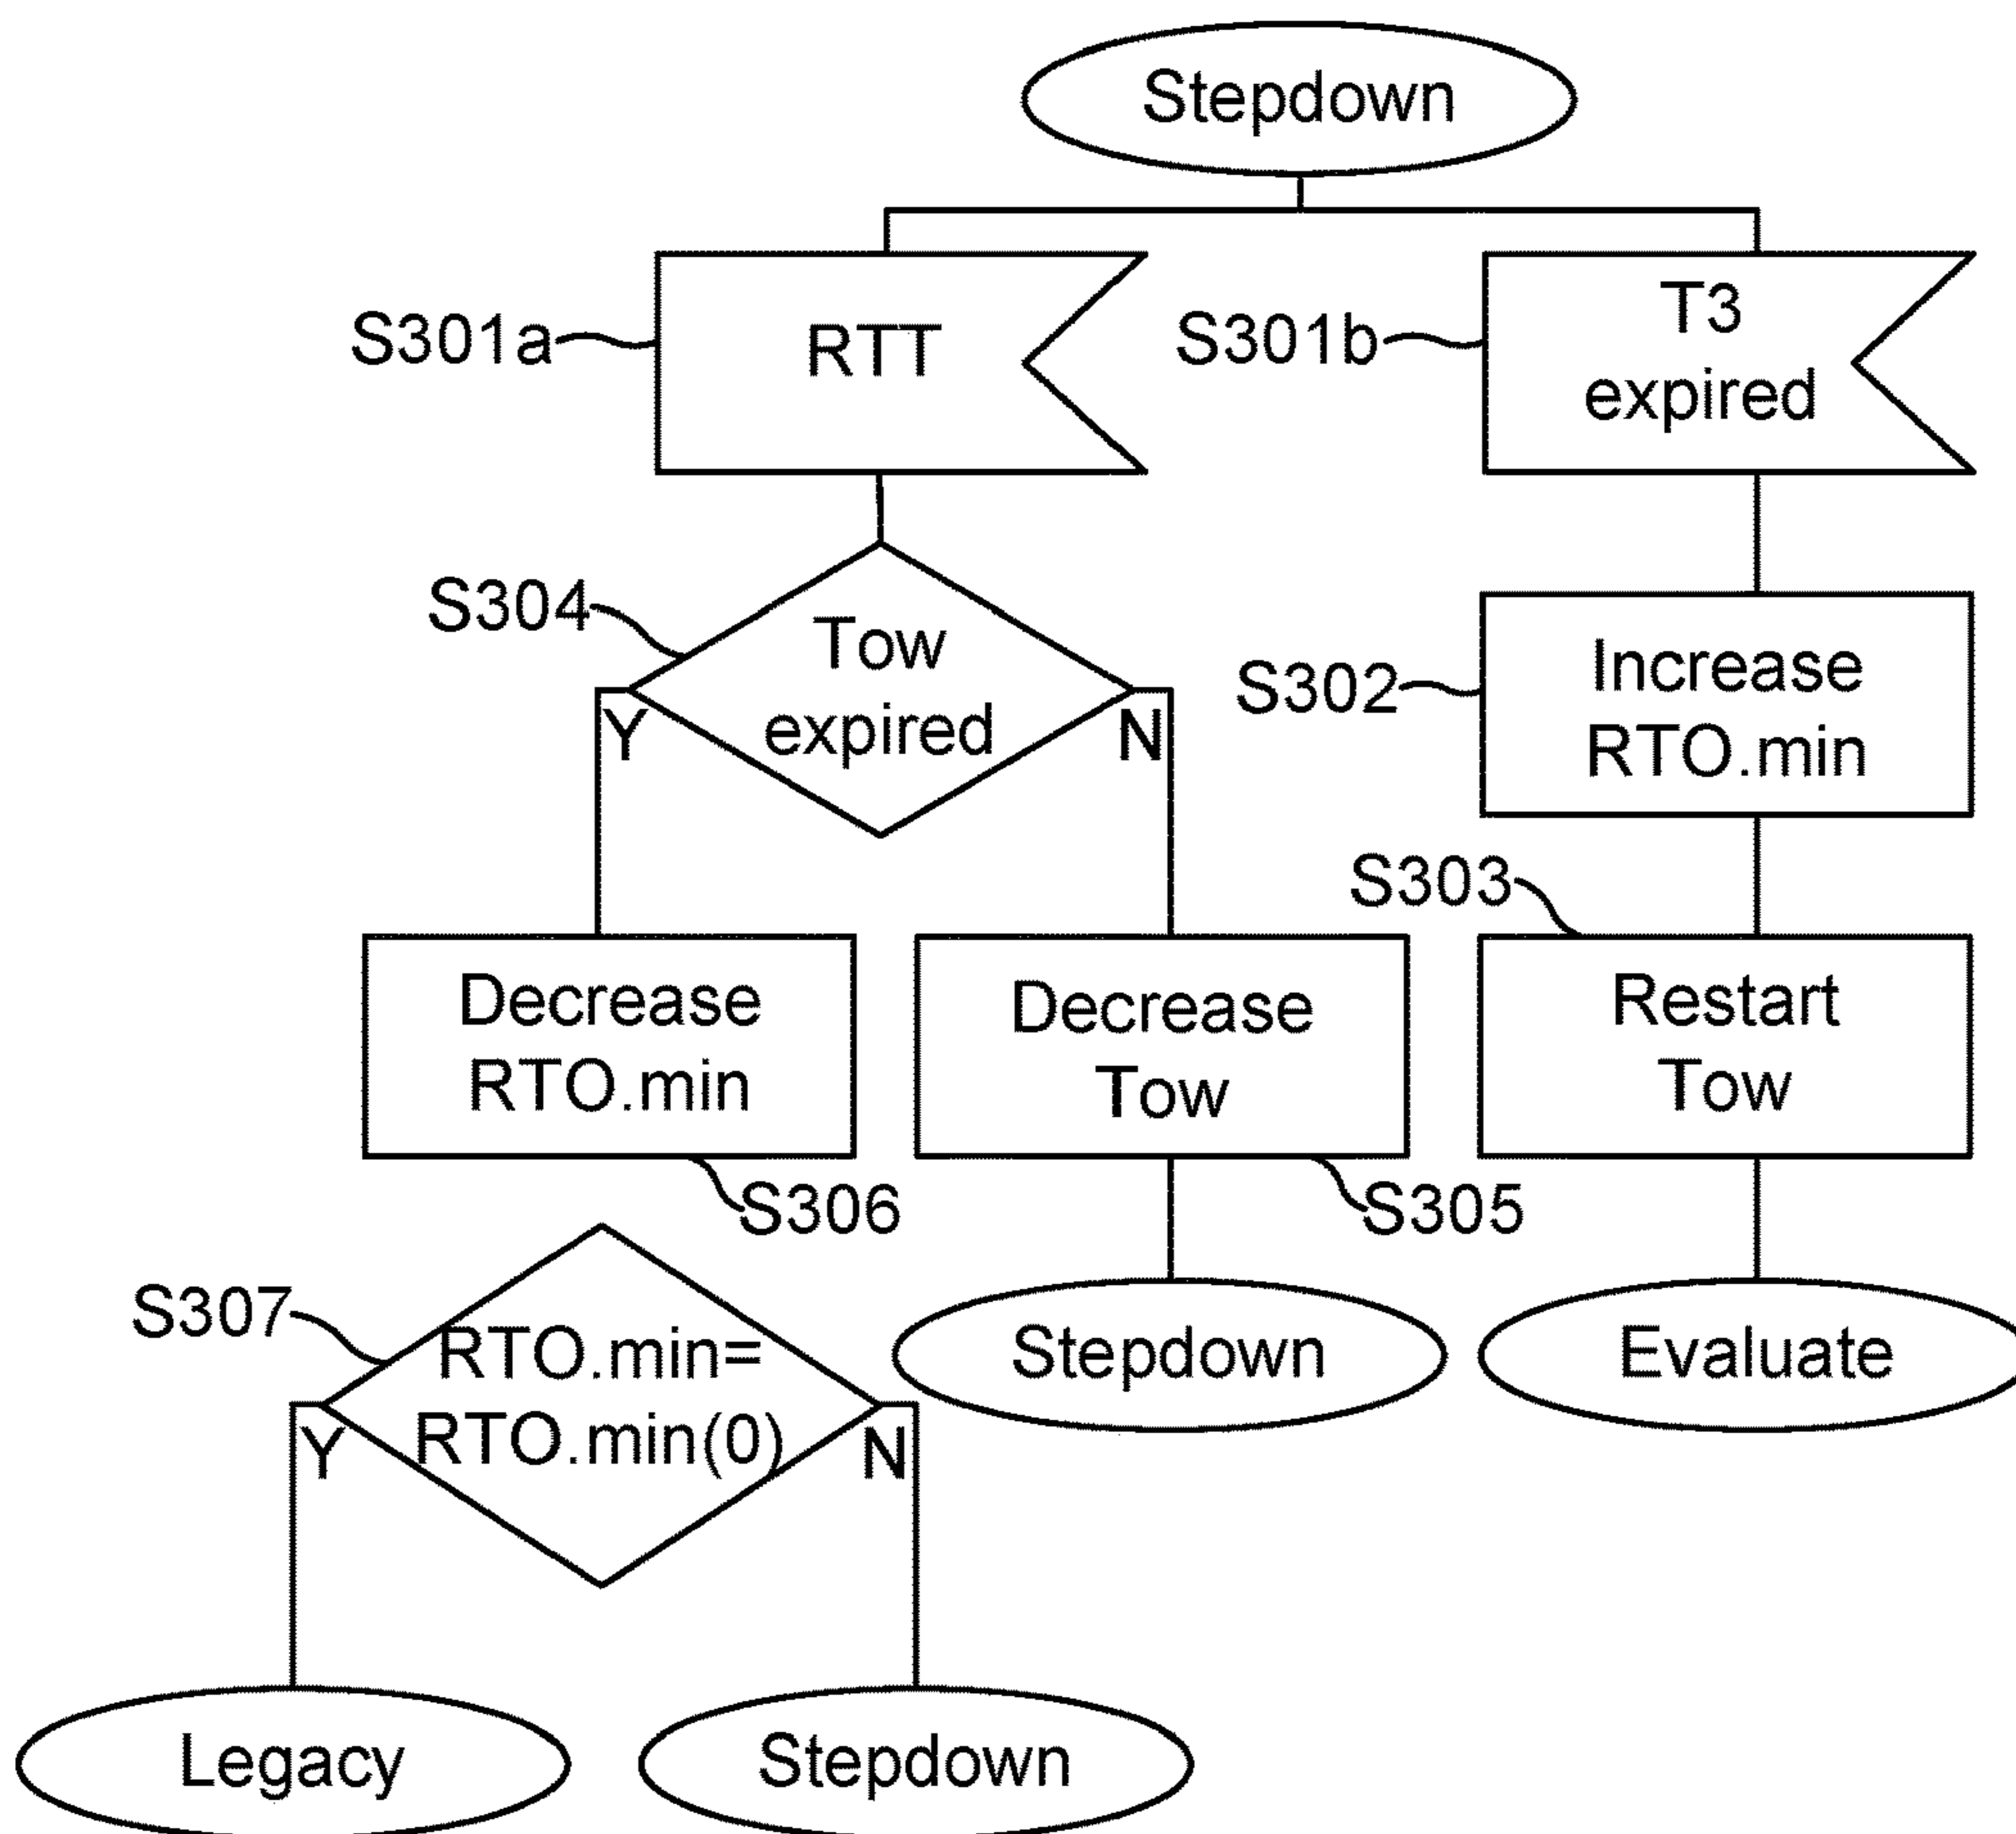 Stepdown
S301a
RTT
S301b
T3
expired
S304
Tow
expired
Y
N
S302
Increase
RTO.min
S303
Decrease
RTO.min
Decrease
Tow
Restart
Tow
S306
S305
S307
RTO.min=
RTO.min(0)
Y
N
Stepdown
Evaluate
Legacy
Stepdown